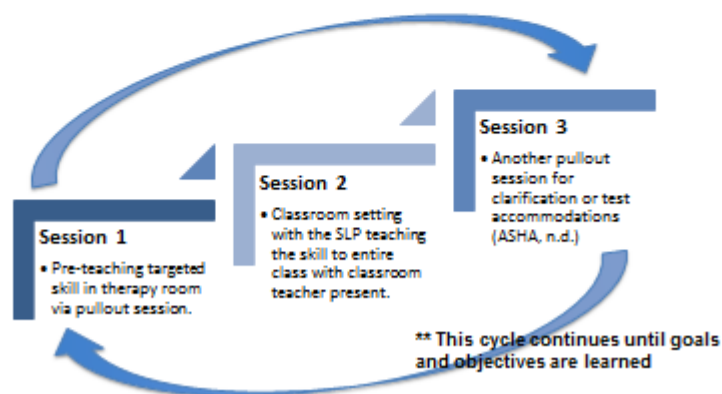 Session 1
• Pre-teaching targeted
skill in therapy room
via pullout session.
Session 2
• Classroom setting
with the SLP teaching
the skill to entire
class with classroom
teacher present.
Session 3
• Another pullout
session for
clarification or test
accommodations
(ASHA, n.d.)
** This cycle continues until goals
and objectives are learned